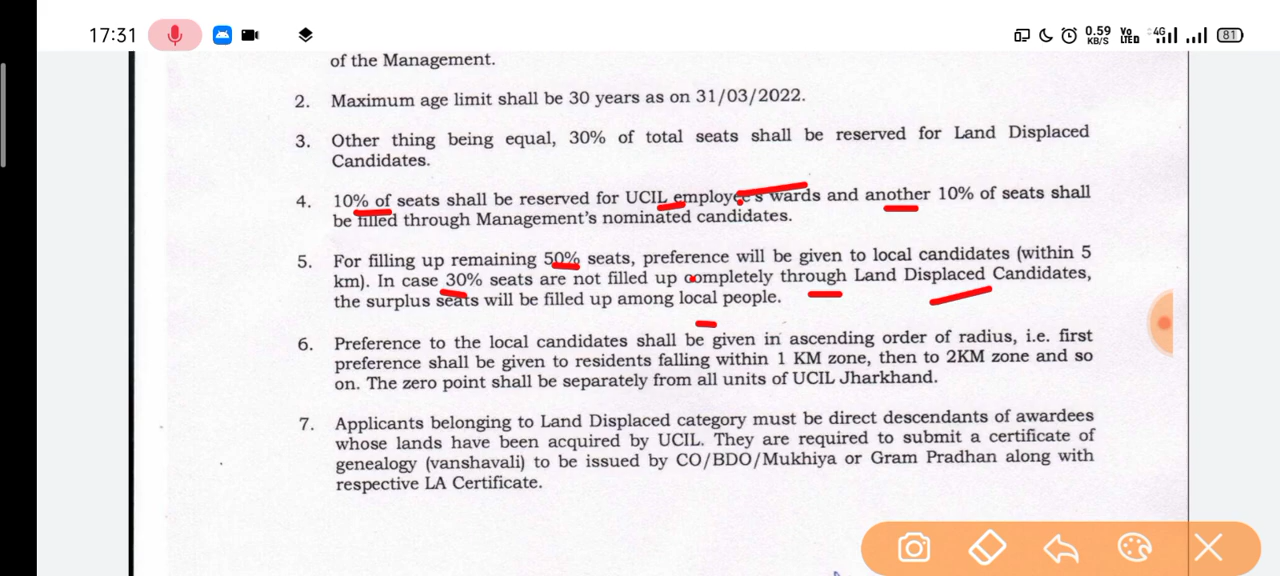 17:31
0.59 KB/S VoLTED 4G 81
of the Management.
2. Maximum age limit shall be 30 years as on 31/03/2022.
3. Other thing being equal, 30% of total seats shall be reserved for Land Displaced
Candidates.
4. 10% of seats shall be reserved for UCIL employee's wards and another 10% of seats shall
be filled through Management's nominated candidates.
5. For filling up remaining 50% seats, preference will be given to local candidates (within 5
km). In case 30% seats are not filled up completely through Land Displaced Candidates,
the surplus seats will be filled up among local people.
6. Preference to the local candidates shall be given in ascending order of radius, i.e. first
preference shall be given to residents falling within 1 KM zone, then to 2KM zone and so
on. The zero point shall be separately from all units of UCIL Jharkhand.
7. Applicants belonging to Land Displaced category must be direct descendants of awardees
whose lands have been acquired by UCIL. They are required to submit a certificate of
genealogy (vanshavali) to be issued by CO/BDO/Mukhiya or Gram Pradhan along with
respective LA Certificate.